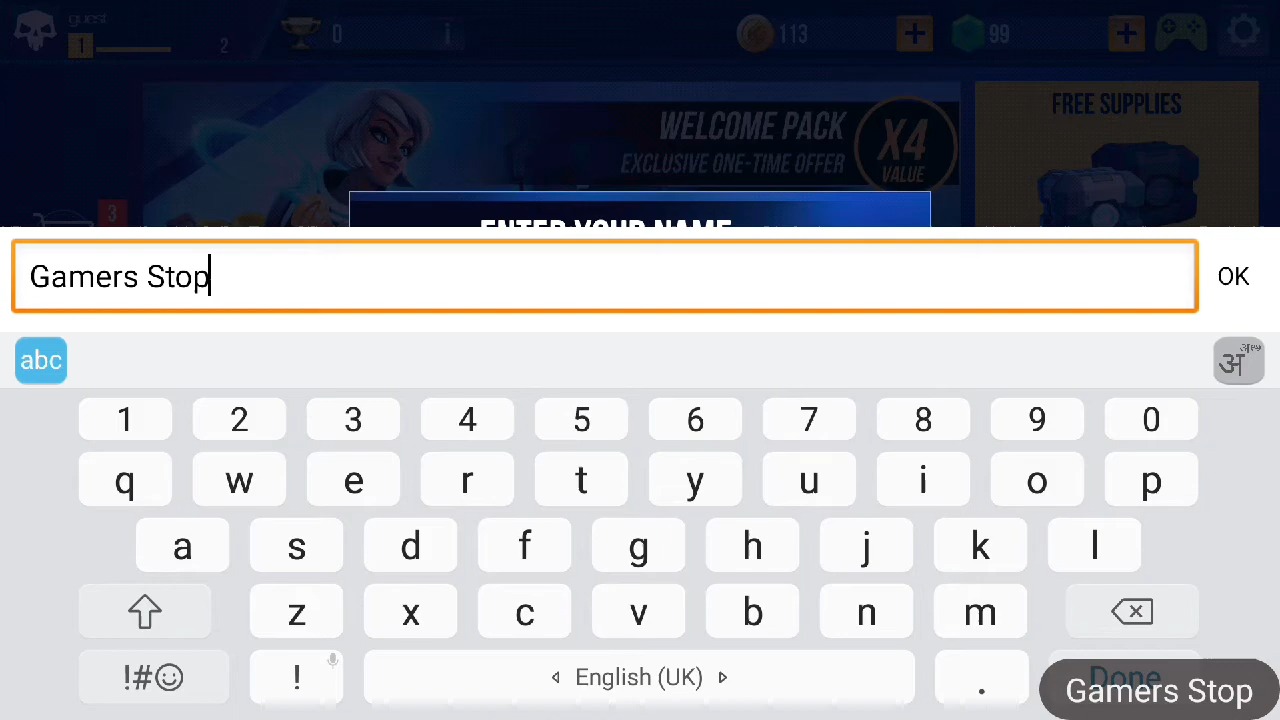 guest
1
2
0
i
113
+
99
+
WELCOME PACK
EXCLUSIVE ONE-TIME OFFER
X4
VALUE
FREE SUPPLIES
3
ENTER YOUR NAME
Gamers Stop
OK
abc
अ
1 2 3 4 5 6 7 8 9 0
q w e r t y u i o p
a s d f g h j k l
z x c v b n m
!#☺ ! English (UK) . Done
Gamers Stop